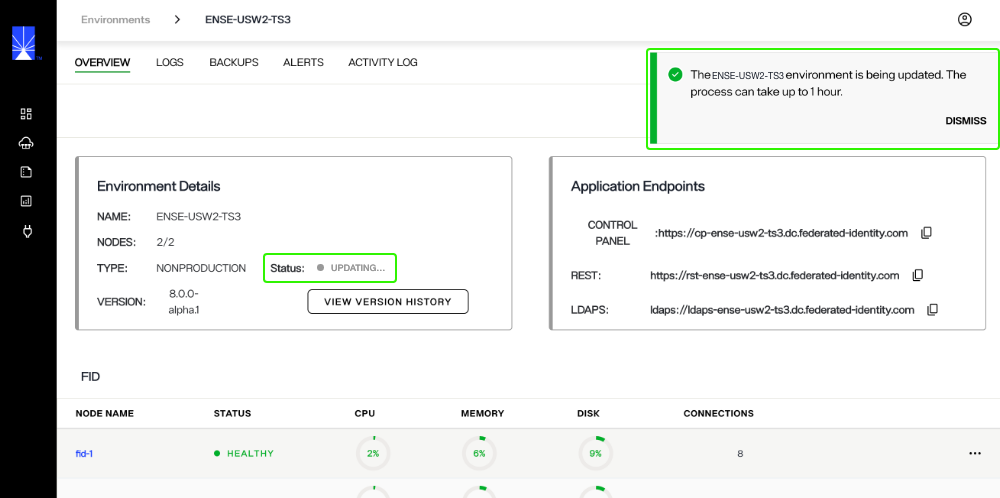 Environments > ENSE-USW2-TS3
OVERVIEW LOGS BACKUPS ALERTS ACTIVITY LOG
The ENSE-USW2-TS3 environment is being updated. The
process can take up to 1 hour.
DISMISS
Environment Details
NAME: ENSE-USW2-TS3
NODES: 2/2
TYPE: NONPRODUCTION Status: UPDATING...
VERSION: 8.0.0-
alpha.1
VIEW VERSION HISTORY
Application Endpoints
CONTROL
PANEL :https://cp-ense-usw2-ts3.dc.federated-identity.com
REST: https://rst-ense-usw2-ts3.dc.federated-identity.com
LDAPS: ldaps://ldaps-ense-usw2-ts3.dc.federated-identity.com
FID
NODE NAME STATUS CPU MEMORY DISK CONNECTIONS
fid-1 HEALTHY 2% 6% 9% 8